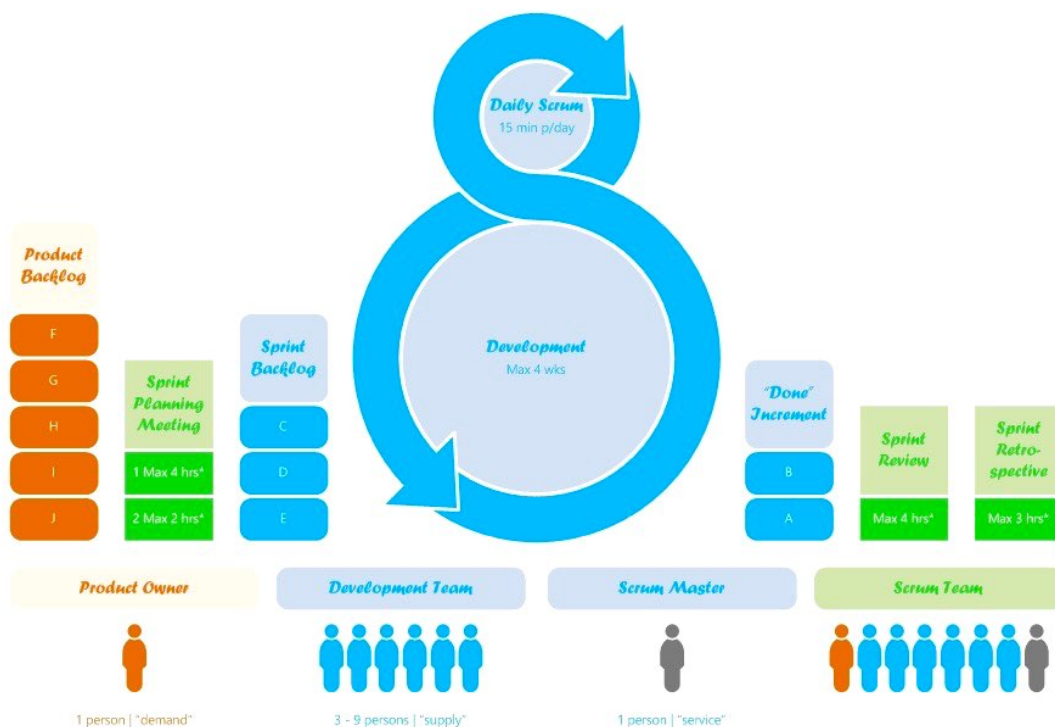 Daily Scrum
15 min p/day
Product
Backlog
F
G
H
I
J
Sprint
Planning
Meeting
1 Max 4 hrs*
2 Max 2 hrs*
Sprint
Backlog
C
D
E
Development
Max 4 wks
"Done"
Increment
B
A
Sprint
Review
Max 4 hrs*
Sprint
Retro-
spective
Max 3 hrs*
Product Owner
Development Team
Scrum Master
Scrum Team
1 person | "demand"
3 - 9 persons | "supply"
1 person | "service"